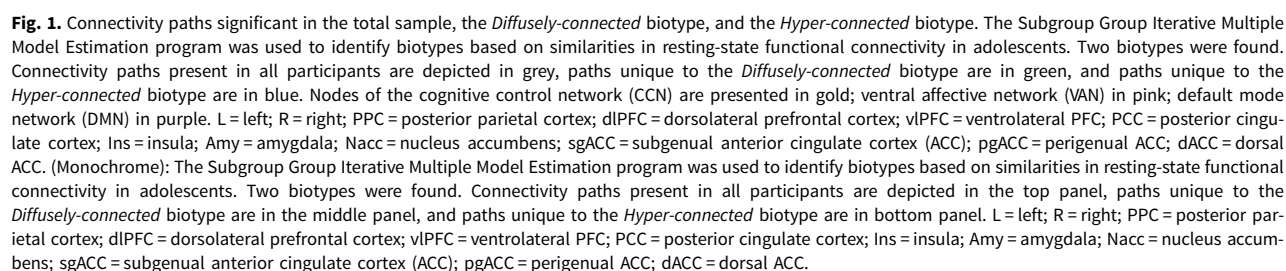 Fig. 1. Connectivity paths significant in the total sample, the Diffusely-connected biotype, and the Hyper-connected biotype. The Subgroup Group Iterative Multiple
Model Estimation program was used to identify biotypes based on similarities in resting-state functional connectivity in adolescents. Two biotypes were found.
Connectivity paths present in all participants are depicted in grey, paths unique to the Diffusely-connected biotype are in green, and paths unique to the
Hyper-connected biotype are in blue. Nodes of the cognitive control network (CCN) are presented in gold; ventral affective network (VAN) in pink; default mode
network (DMN) in purple. L = left; R = right; PPC = posterior parietal cortex; dlPFC = dorsolateral prefrontal cortex; vlPFC = ventrolateral PFC; PCC = posterior cingu-
late cortex; Ins = insula; Amy = amygdala; Nacc = nucleus accumbens; sgACC = subgenual anterior cingulate cortex (ACC); pgACC = perigenual ACC; dACC = dorsal
ACC. (Monochrome): The Subgroup Group Iterative Multiple Model Estimation program was used to identify biotypes based on similarities in resting-state functional
connectivity in adolescents. Two biotypes were found. Connectivity paths present in all participants are depicted in the top panel, paths unique to the
Diffusely-connected biotype are in the middle panel, and paths unique to the Hyper-connected biotype are in bottom panel. L = left; R = right; PPC = posterior par-
ietal cortex; dlPFC = dorsolateral prefrontal cortex; vlPFC = ventrolateral PFC; PCC = posterior cingulate cortex; Ins = insula; Amy = amygdala; Nacc = nucleus accum-
bens; sgACC = subgenual anterior cingulate cortex (ACC); pgACC = perigenual ACC; dACC = dorsal ACC.